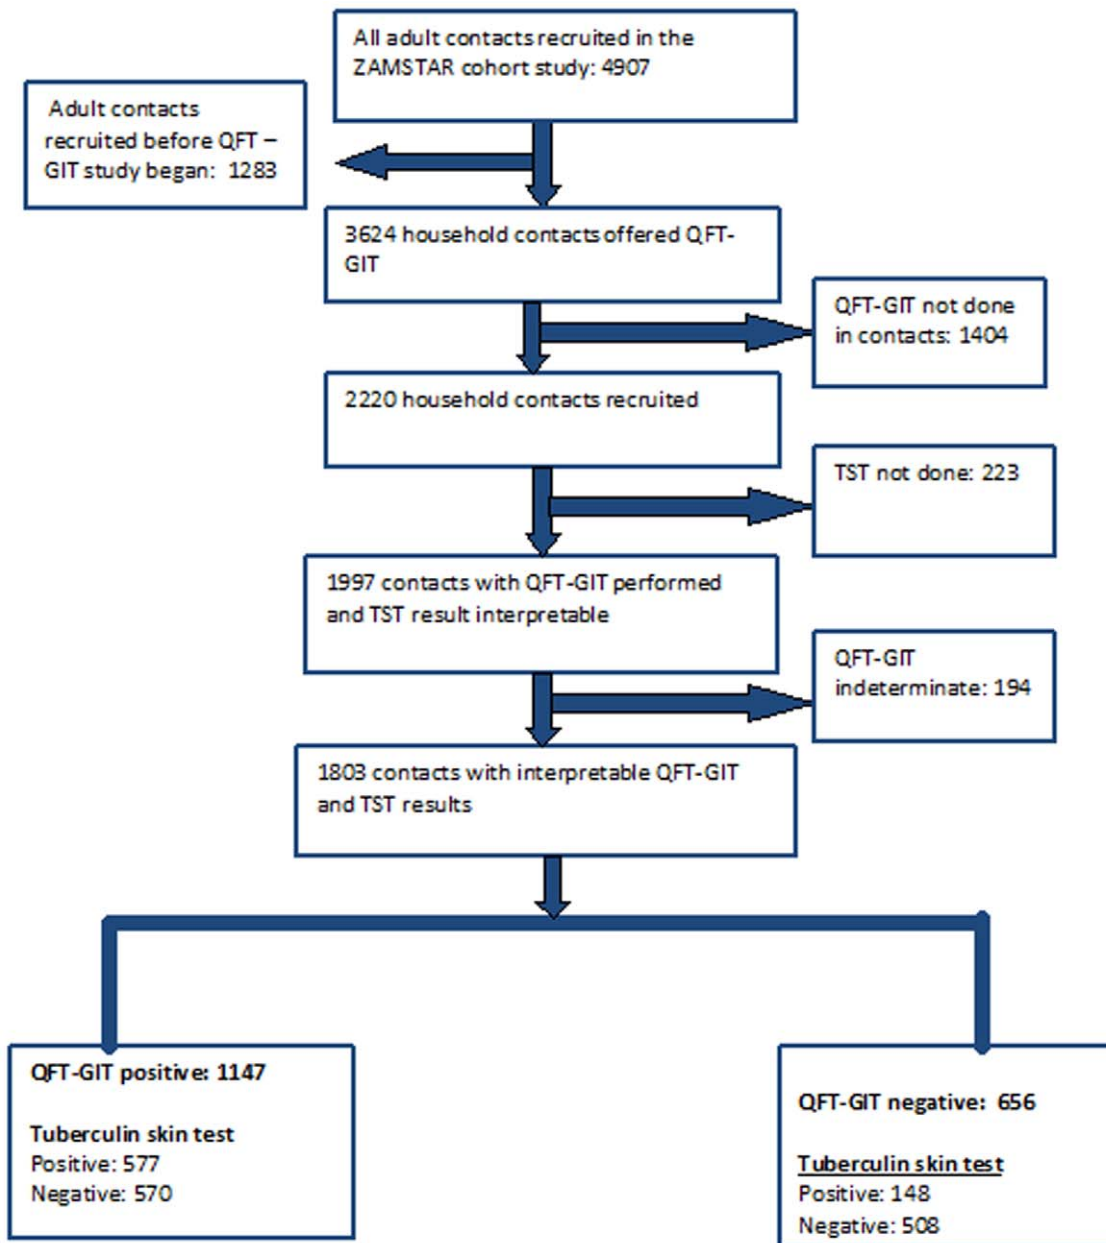 All adult contacts recruited in the
ZAMSTAR cohort study: 4907
Adult contacts
recruited before QFT –
GIT study began:  1283
3624 household contacts offered QFT-
GIT
QFT-GIT not done
in contacts: 1404
2220 household contacts recruited
TST not done: 223
1997 contacts with QFT-GIT performed
and TST result interpretable
QFT-GIT
indeterminate: 194
1803 contacts with interpretable QFT-GIT
and TST results
QFT-GIT positive: 1147
Tuberculin skin test
Positive: 577
Negative: 570
QFT-GIT negative:  656
Tuberculin skin test
Positive: 148
Negative: 508